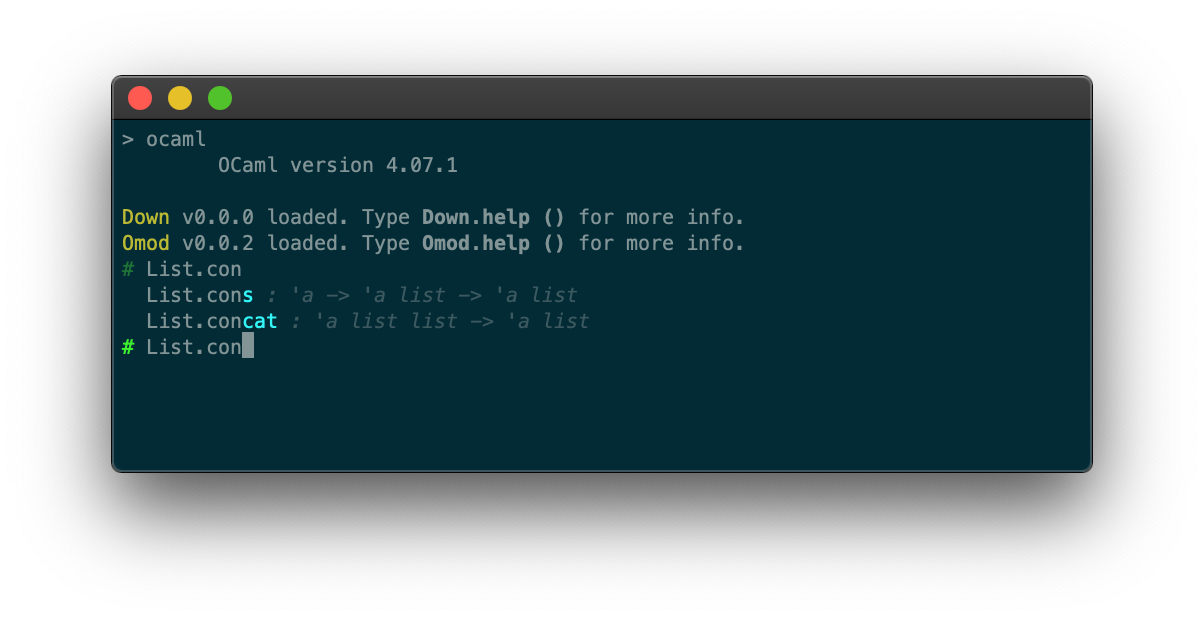 > ocaml
OCaml version 4.07.1
Down v0.0.0 loaded. Type Down.help () for more info.
Omod v0.0.2 loaded. Type Omod.help () for more info.
# List.con
List.cons : 'a -> 'a list -> 'a list
List.concat : 'a list list -> 'a list
# List.con